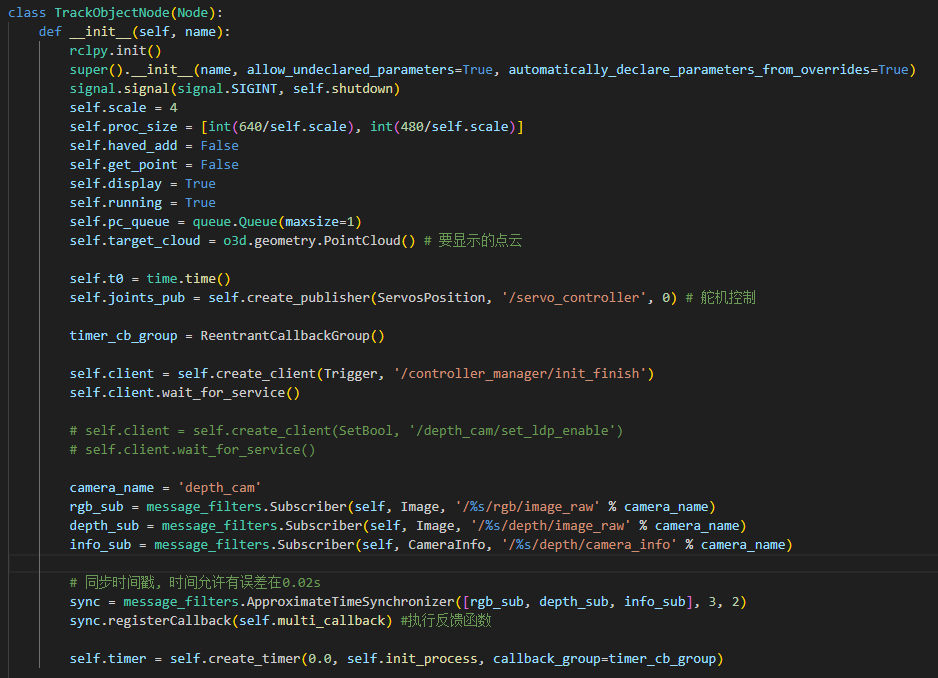 class TrackObjectNode(Node):
    def __init__(self, name):
        rclpy.init()
        super().__init__(name, allow_undeclared_parameters=True, automatically_declare_parameters_from_overrides=True)
        signal.signal(signal.SIGINT, self.shutdown)
        self.scale = 4
        self.proc_size = [int(640/self.scale), int(480/self.scale)]
        self.haved_add = False
        self.get_point = False
        self.display = True
        self.running = True
        self.pc_queue = queue.Queue(maxsize=1)
        self.target_cloud = o3d.geometry.PointCloud() # 要显示的点云
        self.t0 = time.time()
        self.joints_pub = self.create_publisher(ServosPosition, '/servo_controller', 0) # 舵机控制
        timer_cb_group = ReentrantCallbackGroup()
        self.client = self.create_client(Trigger, '/controller_manager/init_finish')
        self.client.wait_for_service()
        # self.client = self.create_client(SetBool, '/depth_cam/set_ldp_enable')
        # self.client.wait_for_service()
        camera_name = 'depth_cam'
        rgb_sub = message_filters.Subscriber(self, Image, '/%s/rgb/image_raw' % camera_name)
        depth_sub = message_filters.Subscriber(self, Image, '/%s/depth/image_raw' % camera_name)
        info_sub = message_filters.Subscriber(self, CameraInfo, '/%s/depth/camera_info' % camera_name)
        # 同步时间戳, 时间允许有误差在0.02s
        sync = message_filters.ApproximateTimeSynchronizer([rgb_sub, depth_sub, info_sub], 3, 2)
        sync.registerCallback(self.multi_callback) #执行反馈函数
        self.timer = self.create_timer(0.0, self.init_process, callback_group=timer_cb_group)